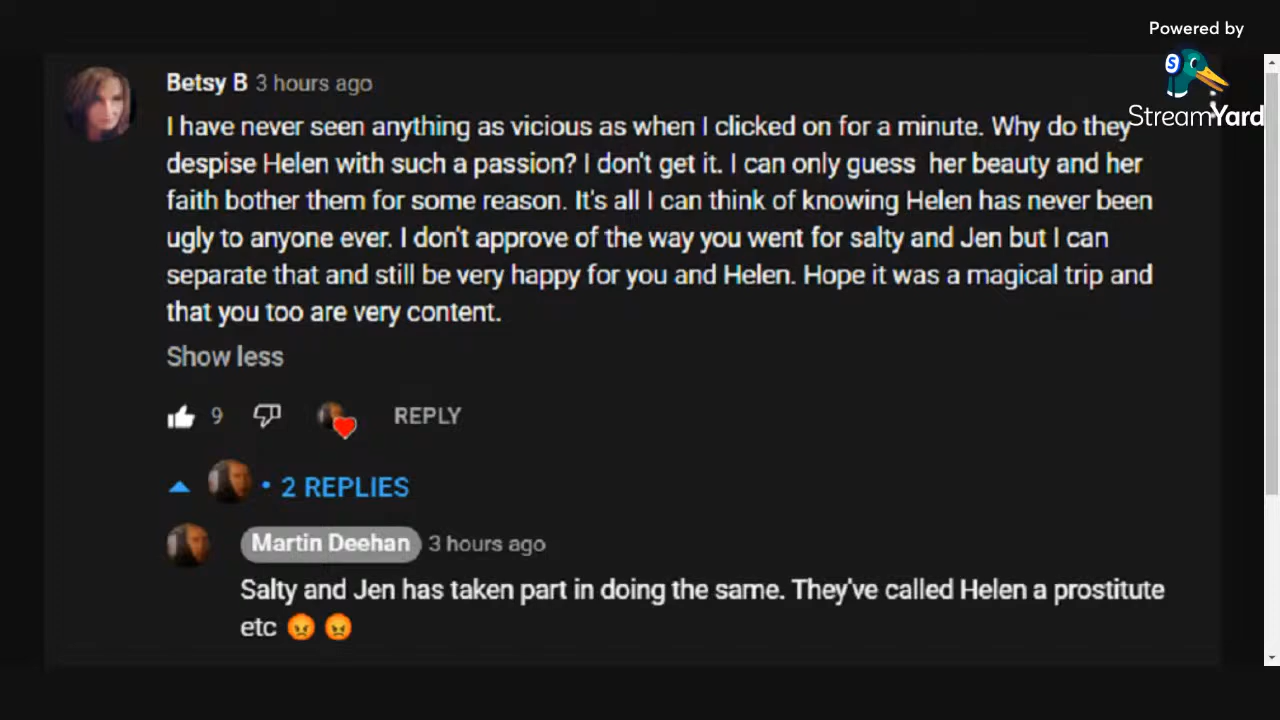 Powered by
StreamYard
Betsy B 3 hours ago
I have never seen anything as vicious as when I clicked on for a minute. Why do they
despise Helen with such a passion? I don't get it. I can only guess her beauty and her
faith bother them for some reason. It's all I can think of knowing Helen has never been
ugly to anyone ever. I don't approve of the way you went for salty and Jen but I can
separate that and still be very happy for you and Helen. Hope it was a magical trip and
that you too are very content.
Show less
9 REPLY
• 2 REPLIES
Martin Deehan 3 hours ago
Salty and Jen has taken part in doing the same. They've called Helen a prostitute
etc 😡 😡